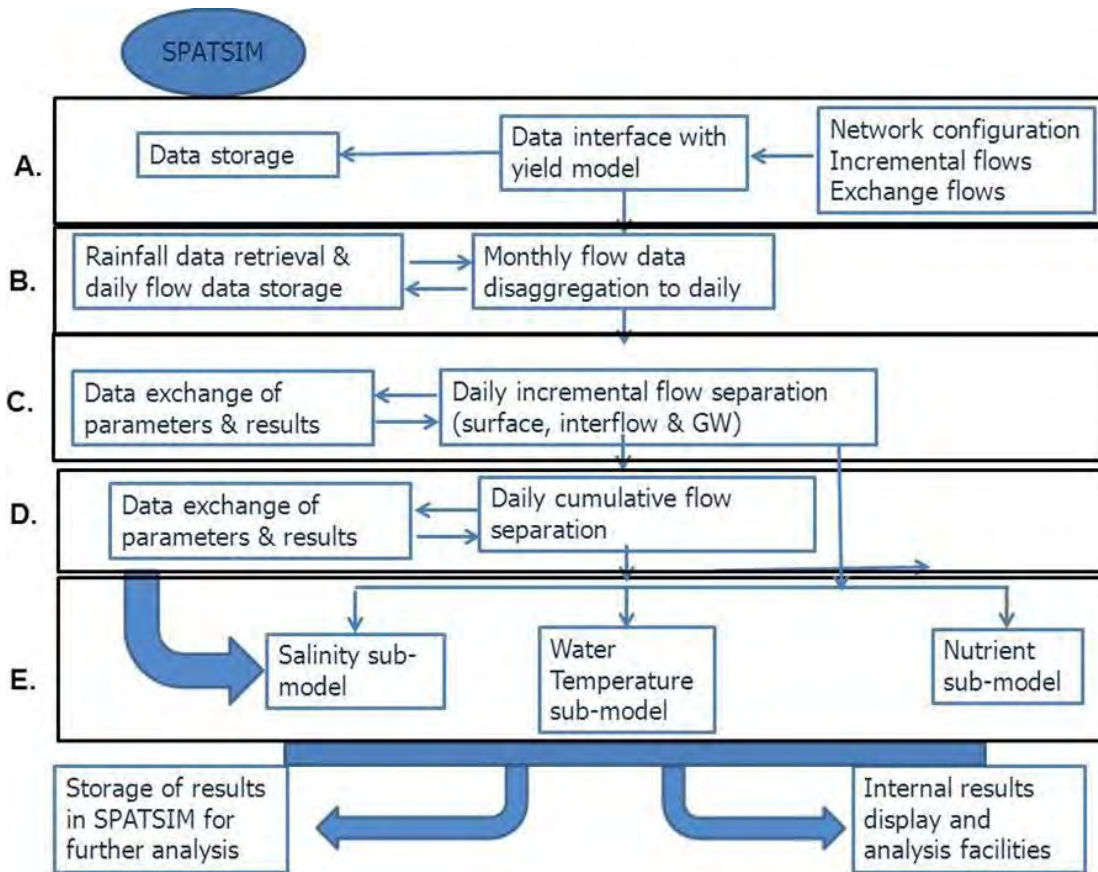 SPATSIM
A.
Data storage
Data interface with
yield model
Network configuration
Incremental flows
Exchange flows
B.
Rainfall data retrieval &
daily flow data storage
Monthly flow data
disaggregation to daily
C.
Data exchange of
parameters & results
Daily incremental flow separation
(surface, interflow & GW)
D.
Data exchange of
parameters & results
Daily cumulative flow
separation
E.
Salinity sub-
model
Water
Temperature
sub-model
Nutrient
sub-model
Storage of results
in SPATSIM for
further analysis
Internal results
display and
analysis facilities